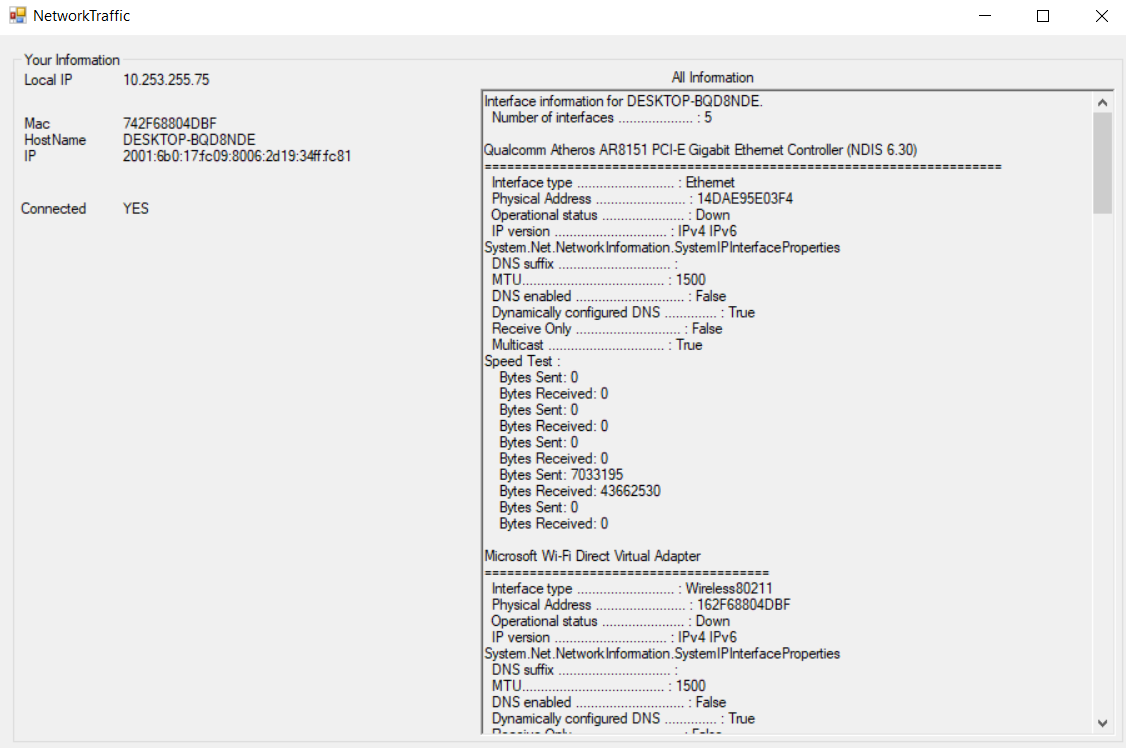 NetworkTraffic
Your Information
Local IP 10.253.255.75
Mac 742F68804DBF
HostName DESKTOP-BQD8NDE
IP 2001:6b0:17:fc09:8006:2d19:34ff:fc81
Connected YES
All Information
Interface information for DESKTOP-BQD8NDE.
Number of interfaces .................... : 5
Qualcomm Atheros AR8151 PCI-E Gigabit Ethernet Controller (NDIS 6.30)
=====================================================================
Interface type .......................... : Ethernet
Physical Address ........................ : 14DAE95E03F4
Operational status ...................... : Down
IP version .............................. : IPv4 IPv6
System.Net.NetworkInformation.SystemIPInterfaceProperties
DNS suffix .............................. :
MTU...................................... : 1500
DNS enabled ............................. : False
Dynamically configured DNS .............. : True
Receive Only ............................ : False
Multicast ............................... : True
Speed Test :
Bytes Sent: 0
Bytes Received: 0
Bytes Sent: 0
Bytes Received: 0
Bytes Sent: 0
Bytes Received: 0
Bytes Sent: 7033195
Bytes Received: 43662530
Bytes Sent: 0
Bytes Received: 0
Microsoft Wi-Fi Direct Virtual Adapter
======================================
Interface type .......................... : Wireless80211
Physical Address ........................ : 162F68804DBF
Operational status ...................... : Down
IP version .............................. : IPv4 IPv6
System.Net.NetworkInformation.SystemIPInterfaceProperties
DNS suffix .............................. :
MTU...................................... : 1500
DNS enabled ............................. : False
Dynamically configured DNS .............. : True
Receive Only ............................ : False